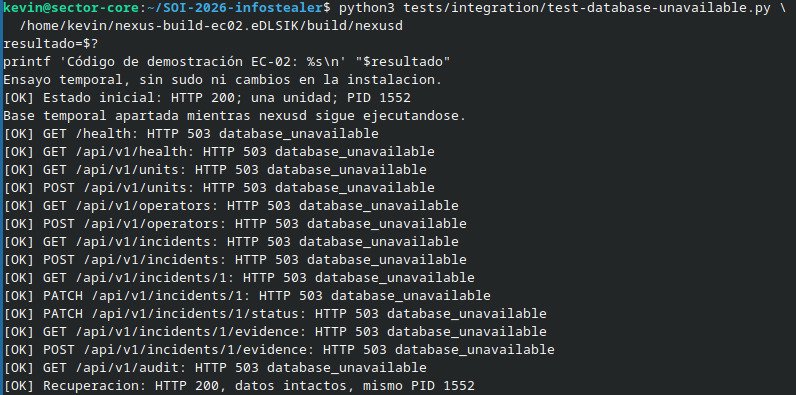 kevin@sector-core:~/SOI-2026-infostealer$ python3 tests/integration/test-database-unavailable.py \
  /home/kevin/nexus-build-ec02.eDLSIK/build/nexusd
resultado=$?
printf 'Código de demostración EC-02: %s\n' "$resultado"
Ensayo temporal, sin sudo ni cambios en la instalacion.
[OK] Estado inicial: HTTP 200; una unidad; PID 1552
Base temporal apartada mientras nexusd sigue ejecutandose.
[OK] GET /health: HTTP 503 database_unavailable
[OK] GET /api/v1/health: HTTP 503 database_unavailable
[OK] GET /api/v1/units: HTTP 503 database_unavailable
[OK] POST /api/v1/units: HTTP 503 database_unavailable
[OK] GET /api/v1/operators: HTTP 503 database_unavailable
[OK] POST /api/v1/operators: HTTP 503 database_unavailable
[OK] GET /api/v1/incidents: HTTP 503 database_unavailable
[OK] POST /api/v1/incidents: HTTP 503 database_unavailable
[OK] GET /api/v1/incidents/1: HTTP 503 database_unavailable
[OK] PATCH /api/v1/incidents/1: HTTP 503 database_unavailable
[OK] PATCH /api/v1/incidents/1/status: HTTP 503 database_unavailable
[OK] GET /api/v1/incidents/1/evidence: HTTP 503 database_unavailable
[OK] POST /api/v1/incidents/1/evidence: HTTP 503 database_unavailable
[OK] GET /api/v1/audit: HTTP 503 database_unavailable
[OK] Recuperacion: HTTP 200, datos intactos, mismo PID 1552